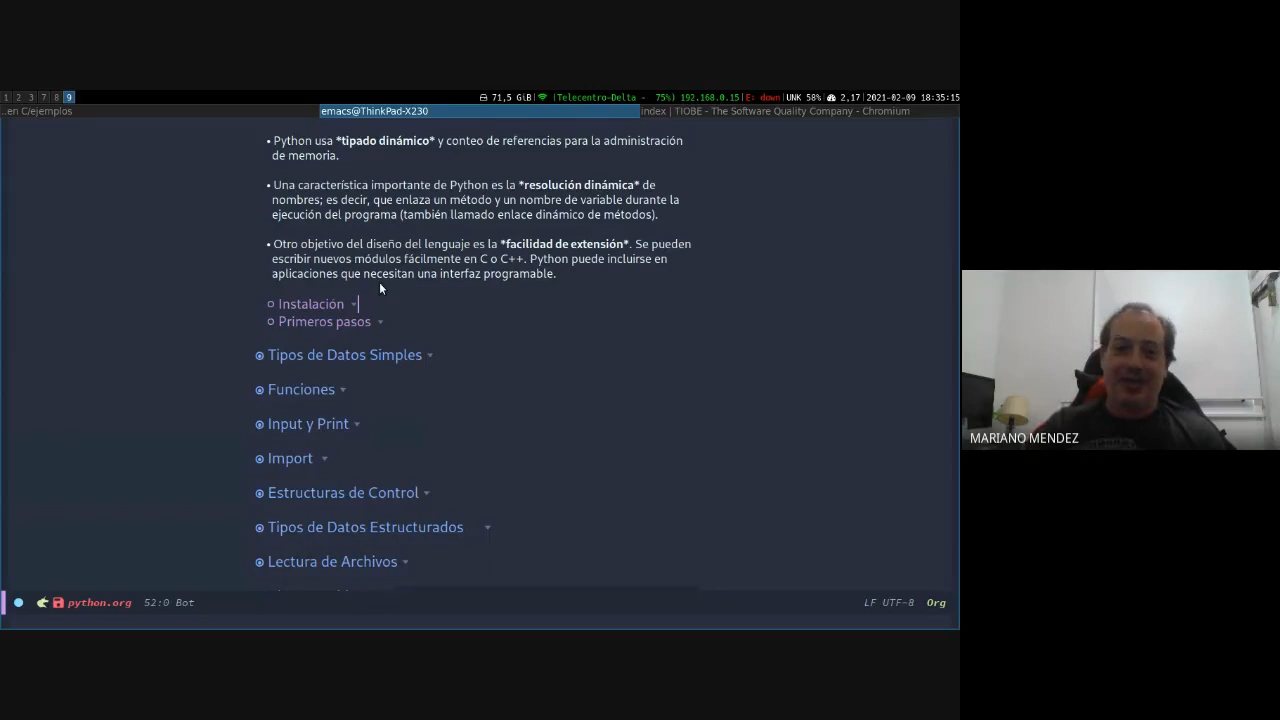 1 2 3 7 8 9
71,5 GiB| |Telecentro-Delta - 75%) 192.168.0.15|E: down|UNK 58%| 2,17|2021-02-09 18:35:15
..en C/ejemplos emacs@ThinkPad-X230 index | TIOBE - The Software Quality Company - Chromium
• Python usa *tipado dinámico* y conteo de referencias para la administración
de memoria.
• Una característica importante de Python es la *resolución dinámica* de
nombres; es decir, que enlaza un método y un nombre de variable durante la
ejecución del programa (también llamado enlace dinámico de métodos).
• Otro objetivo del diseño del lenguaje es la *facilidad de extensión*. Se pueden
escribir nuevos módulos fácilmente en C o C++. Python puede incluirse en
aplicaciones que necesitan una interfaz programable.
Instalación
Primeros pasos
Tipos de Datos Simples
Funciones
Input y Print
Import
Estructuras de Control
Tipos de Datos Estructurados
Lectura de Archivos
python.org 52:0 Bot LF UTF-8 Org
MARIANO MENDEZ